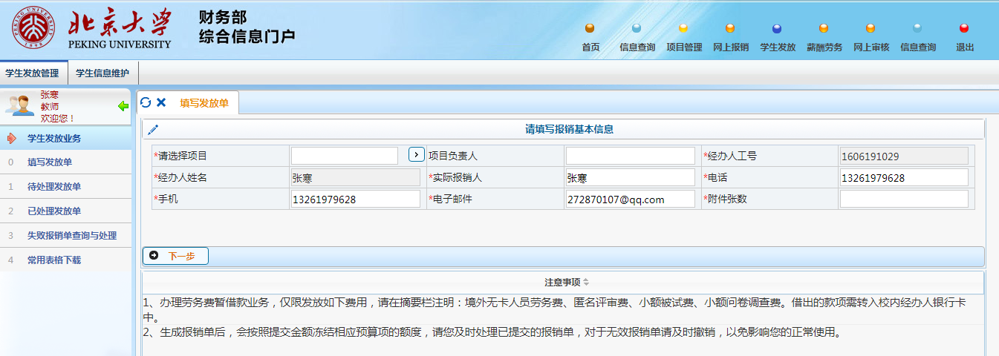 北京大学
PEKING UNIVERSITY
PEKING UNIVERSITY
1898
财务部
综合信息门户
首页 信息查询 项目管理 网上报销 学生发放 薪酬劳务 网上审核 信息查询 退出
学生发放管理 学生信息维护
张寒
教师
欢迎您！
填写发放单
学生发放业务
0 填写发放单
1 待处理发放单
2 已处理发放单
3 失败报销单查询与处理
4 常用表格下载
请填写报销基本信息
*请选择项目 项目负责人 *经办人工号 1606191029
*经办人姓名 张寒 *实际报销人 张寒 *电话 13261979628
*手机 13261979628 *电子邮件 272870107@qq.com *附件张数
下一步
注意事项
1、办理劳务费暂借款业务，仅限发放如下费用，请在摘要栏注明：境外无卡人员劳务费、匿名评审费、小额被试费、小额问卷调查费。借出的款项需转入校内经办人银行卡
中。
2、生成报销单后，会按照提交金额冻结相应预算项的额度，请您及时处理已提交的报销单，对于无效报销单请及时撤销，以免影响您的正常使用。